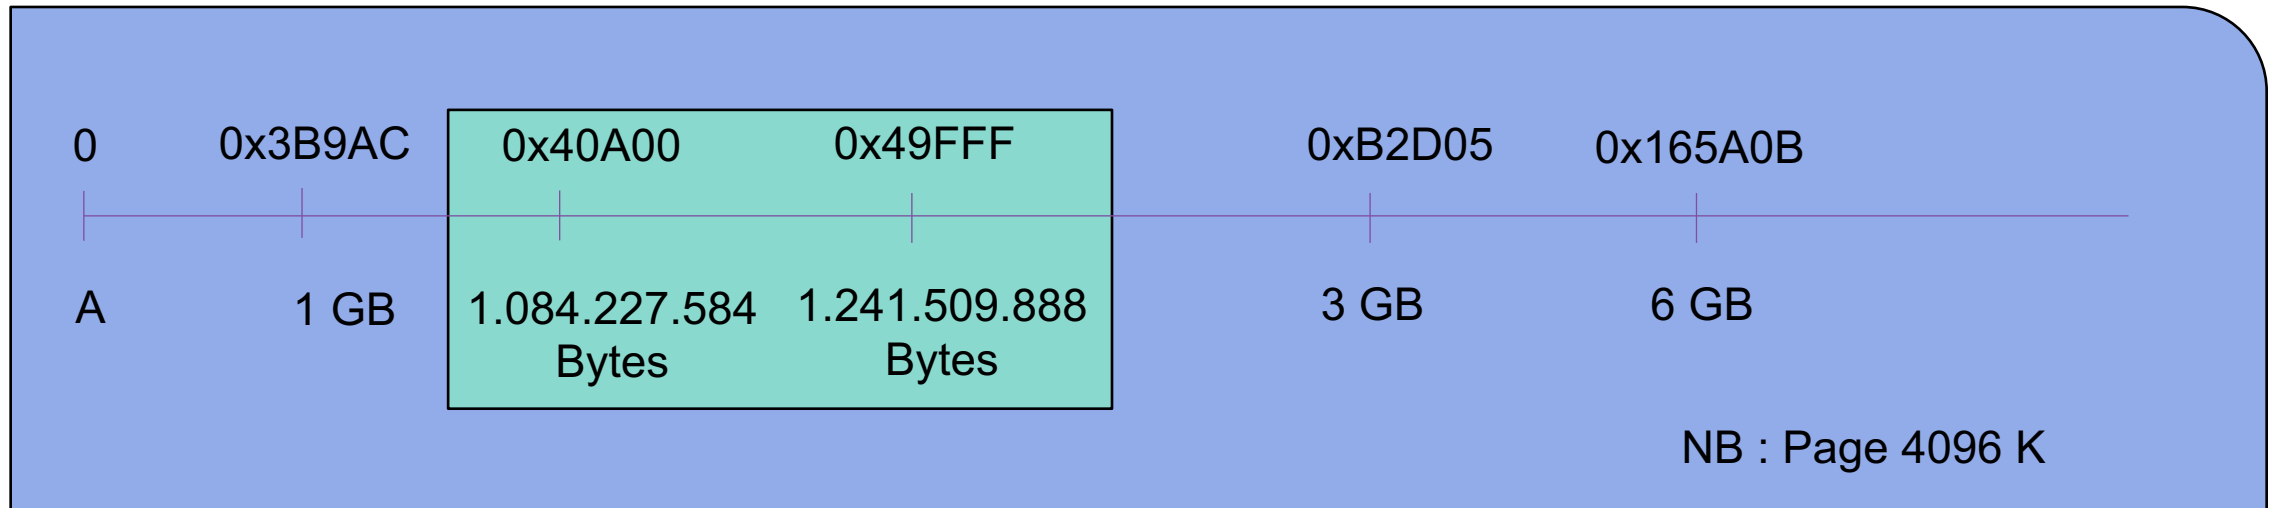 0 0x3B9AC 0x40A00 0x49FFF 0xB2D05 0x165A0B
A 1 GB 1.084.227.584 1.241.509.888 3 GB 6 GB
Bytes Bytes
NB : Page 4096 K